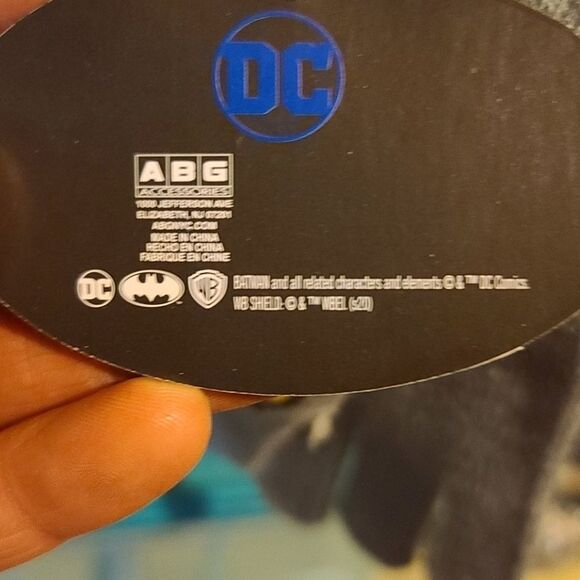 DC
ABG
ACCESSORIES
1000 JEFFERSON AVE
ELIZABETH, NJ 07201
ABGNYC.COM
MADE IN CHINA
HECHO EN CHINA
FABRIQUE EN CHINE
DC WB BATMAN and all related characters and elements © & ™ DC Comics.
WB SHIELD: © & ™ WBEI. (s20)